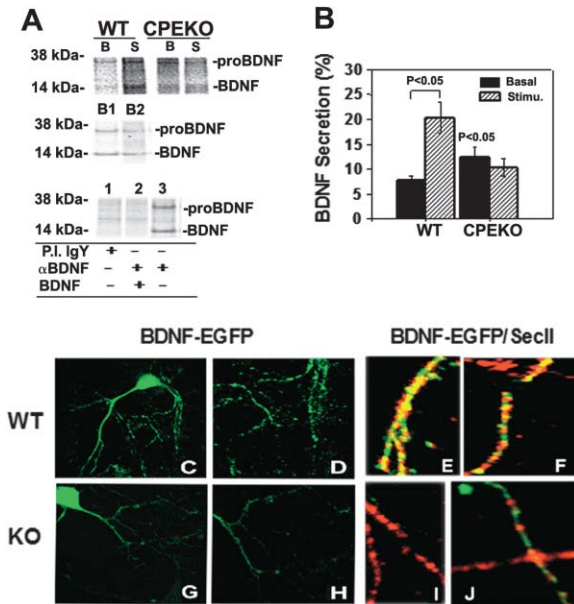 A
WT CPEKO
B S B S
38 kDa- -proBDNF
14 kDa- -BDNF
B1 B2
38 kDa- -proBDNF
14 kDa- -BDNF
1 2 3
38 kDa- -proBDNF
14 kDa- -BDNF
P.I. IgY + – –
αBDNF – + +
BDNF – + –
B
BDNF Secretion (%)
30
25
20
15
10
5
0
P<0.05
Basal
Stimu.
P<0.05
WT CPEKO
BDNF-EGFP BDNF-EGFP/ SecII
WT
C D E F
KO
G H I J